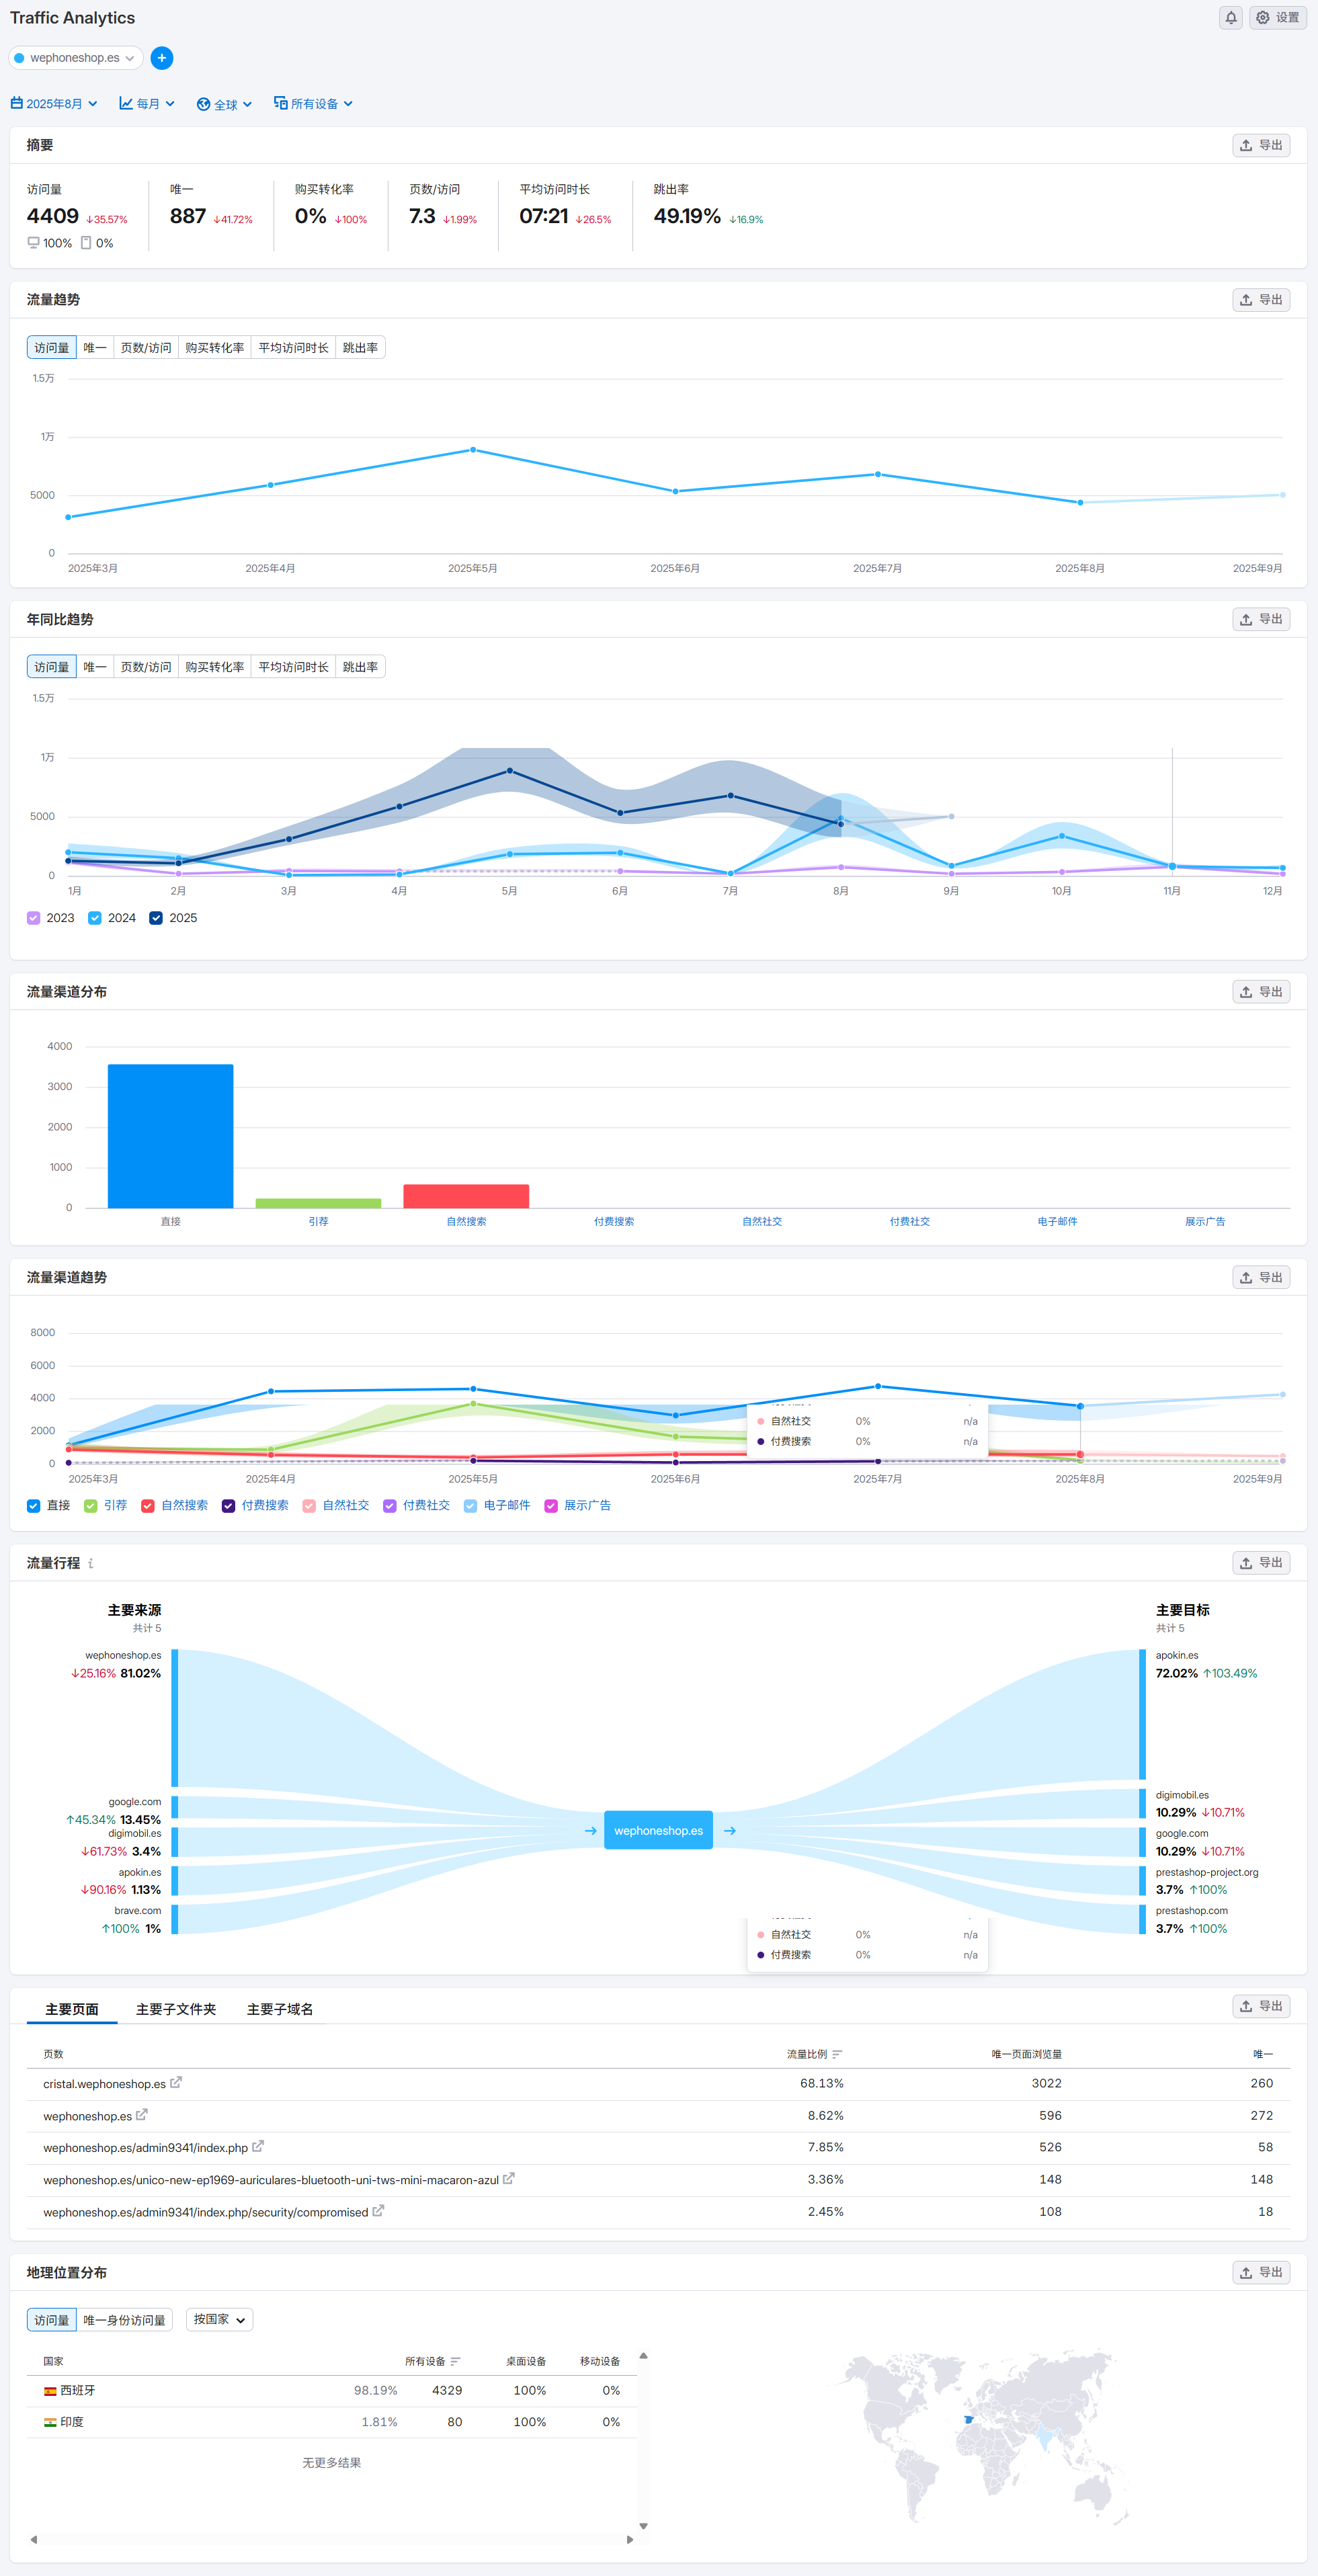 Traffic Analytics
设置
wephoneshop.es
2025年8月 每月 全球 所有设备
摘要 导出
访问量 唯一 购买转化率 页数/访问 平均访问时长 跳出率
4409 ↓35.57% 887 ↓41.72% 0% ↓100% 7.3 ↓1.99% 07:21 ↓26.5% 49.19% ↓16.9%
100% 0%
流量趋势 导出
访问量 唯一 页数/访问 购买转化率 平均访问时长 跳出率
1.5万
1万
5000
0
2025年3月 2025年4月 2025年5月 2025年6月 2025年7月 2025年8月 2025年9月
年同比趋势 导出
访问量 唯一 页数/访问 购买转化率 平均访问时长 跳出率
1.5万
1万
5000
0
1月 2月 3月 4月 5月 6月 7月 8月 9月 10月 11月 12月
2023 2024 2025
流量渠道分布 导出
4000
3000
2000
1000
0
直接 引荐 自然搜索 付费搜索 自然社交 付费社交 电子邮件 展示广告
流量渠道趋势 导出
8000
6000
4000
2000
0
自然社交 0% n/a
付费搜索 0% n/a
2025年3月 2025年4月 2025年5月 2025年6月 2025年7月 2025年8月 2025年9月
直接 引荐 自然搜索 付费搜索 自然社交 付费社交 电子邮件 展示广告
流量行程 i 导出
主要来源
共计 5
wephoneshop.es
↓25.16% 81.02%
google.com
↑45.34% 13.45%
digimobil.es
↓61.73% 3.4%
apokin.es
↓90.16% 1.13%
brave.com
↑100% 1%
→ wephoneshop.es →
主要目标
共计 5
apokin.es
72.02% ↑103.49%
digimobil.es
10.29% ↓10.71%
google.com
10.29% ↓10.71%
prestashop-project.org
3.7% ↑100%
prestashop.com
3.7% ↑100%
自然社交 0% n/a
付费搜索 0% n/a
主要页面 主要子文件夹 主要子域名 导出
页数 流量比例 唯一页面浏览量 唯一
cristal.wephoneshop.es 68.13% 3022 260
wephoneshop.es 8.62% 596 272
wephoneshop.es/admin9341/index.php 7.85% 526 58
wephoneshop.es/unico-new-ep1969-auriculares-bluetooth-uni-tws-mini-macaron-azul 3.36% 148 148
wephoneshop.es/admin9341/index.php/security/compromised 2.45% 108 18
地理位置分布 导出
访问量 唯一身份访问量 按国家
国家 所有设备 桌面设备 移动设备
西班牙 98.19% 4329 100% 0%
印度 1.81% 80 100% 0%
无更多结果